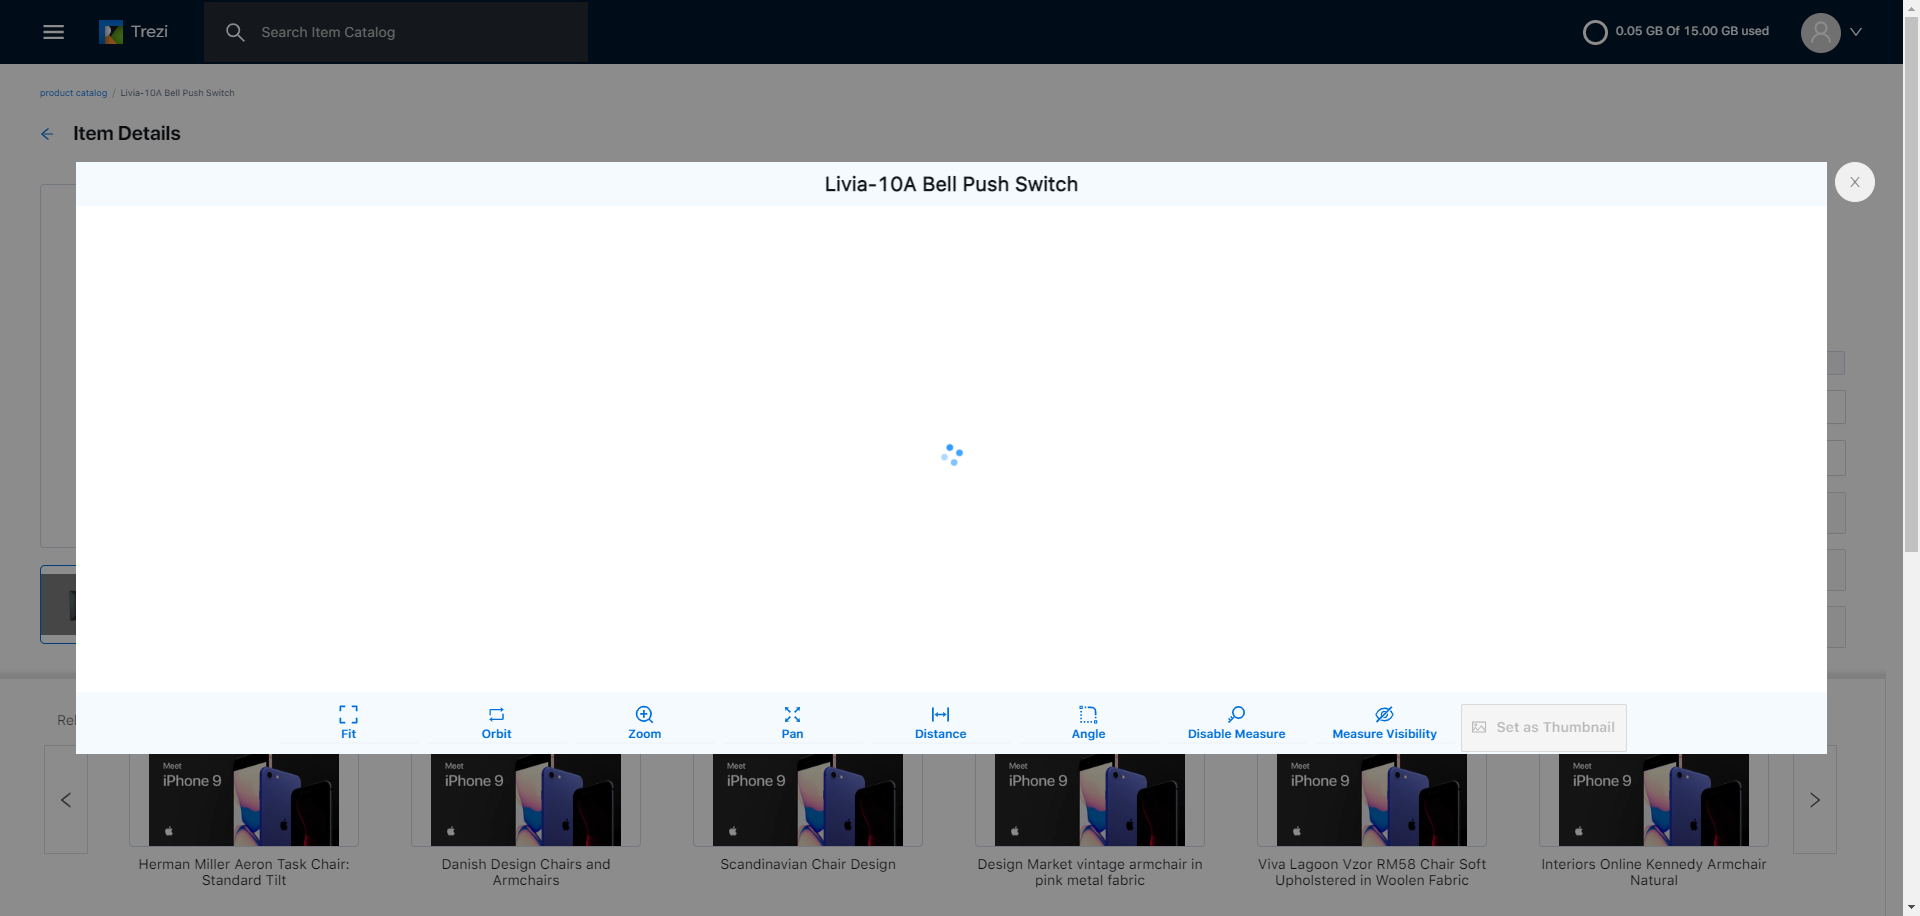 Trezi
Search Item Catalog
0.05 GB Of 15.00 GB used
product catalog / Livia-10A Bell Push Switch
Item Details
Livia-10A Bell Push Switch
X
Fit
Orbit
Zoom
Pan
Distance
Angle
Disable Measure
Measure Visibility
Set as Thumbnail
Rel
Meet
iPhone 9
Meet
iPhone 9
Meet
iPhone 9
Meet
iPhone 9
Meet
iPhone 9
Meet
iPhone 9
Herman Miller Aeron Task Chair:
Standard Tilt
Danish Design Chairs and
Armchairs
Scandinavian Chair Design
Design Market vintage armchair in
pink metal fabric
Viva Lagoon Vzor RM58 Chair Soft
Upholstered in Woolen Fabric
Interiors Online Kennedy Armchair
Natural